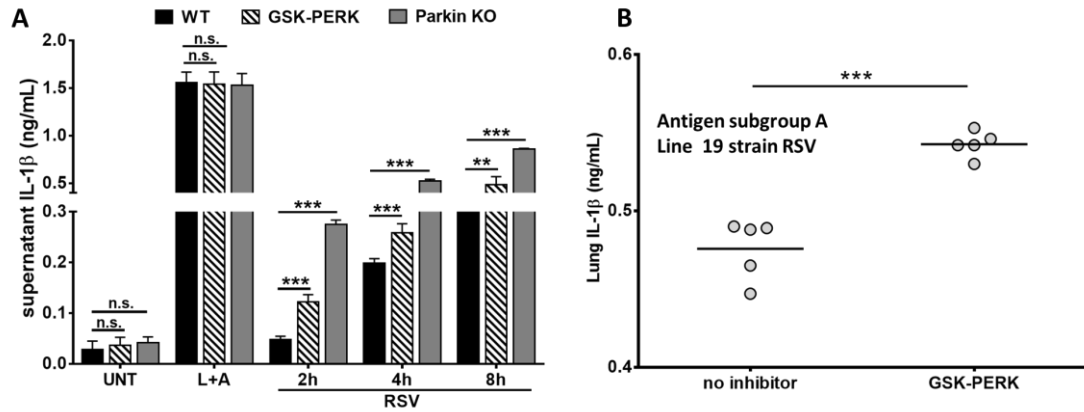 A
WT GSK-PERK Parkin KO
supernatant IL-1β (ng/mL)
2.0
1.5
1.0
0.5
0.3
0.2
0.1
0.0
n.s.
n.s.
n.s.
n.s.
***
***
***
***
***
**
UNT L+A 2h 4h 8h
RSV
B
Lung IL-1β (ng/mL)
0.6
0.5
0.4
***
Antigen subgroup A
Line 19 strain RSV
no inhibitor GSK-PERK